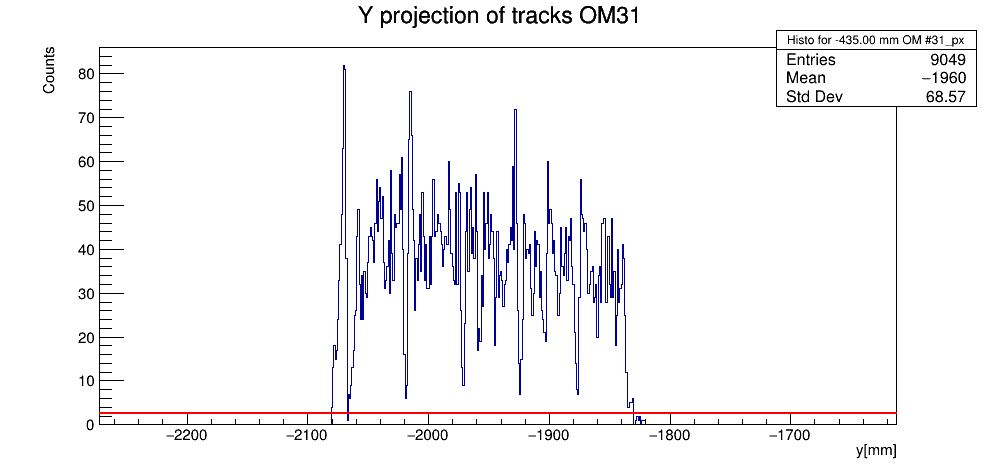 Y projection of tracks OM31
Histo for -435.00 mm OM #31_px
Entries 9049
Mean −1960
Std Dev 68.57
Counts
80
70
60
50
40
30
20
10
0
−2200 −2100 −2000 −1900 −1800 −1700
y[mm]